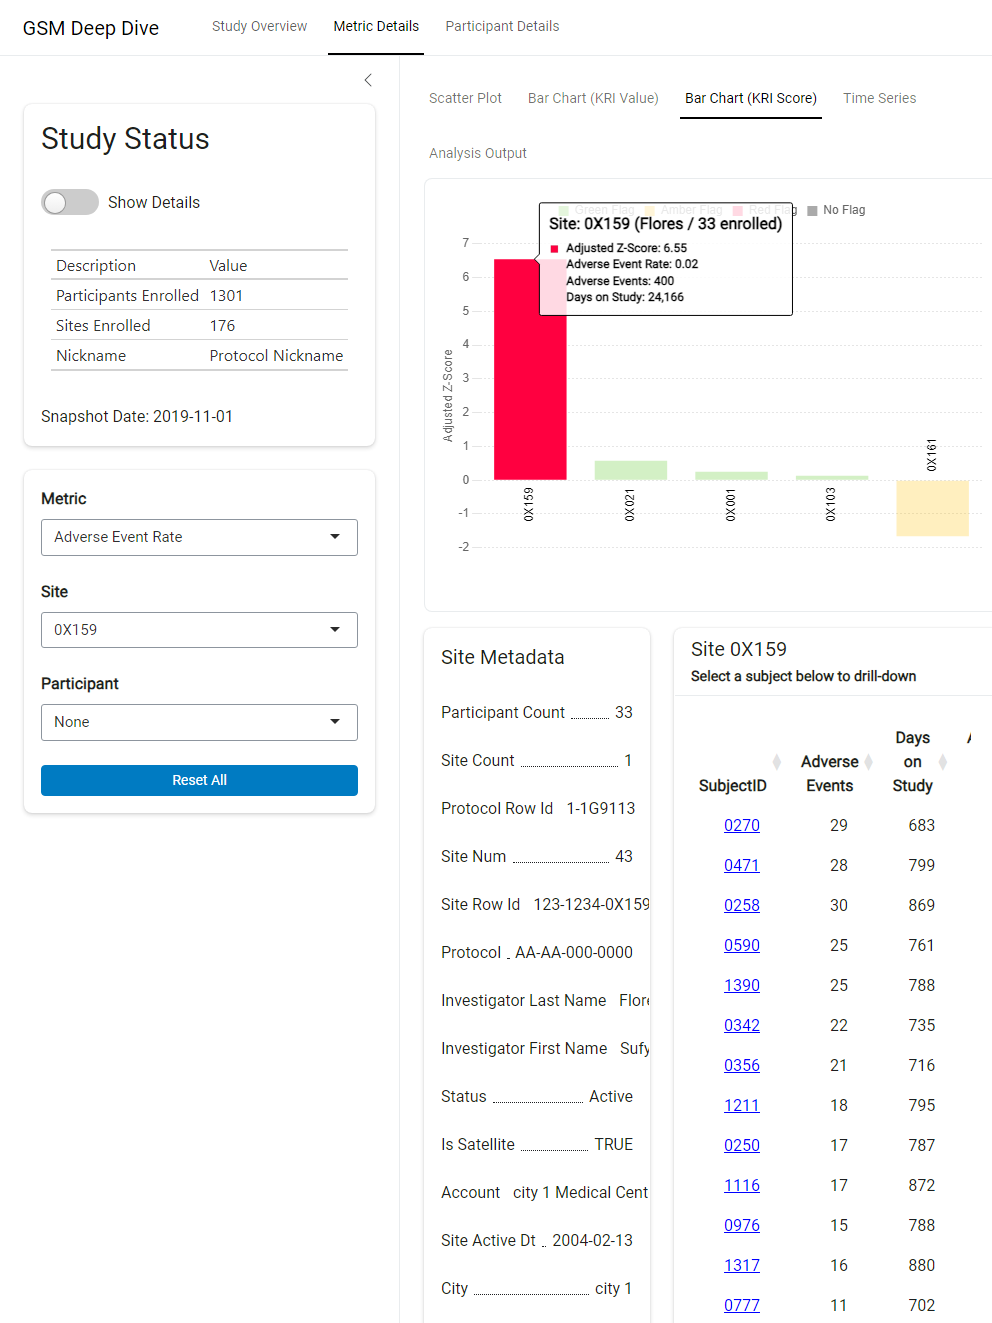 GSM Deep Dive
Study Overview
Metric Details
Participant Details
Study Status
Show Details
Description Value
Participants Enrolled 1301
Sites Enrolled 176
Nickname Protocol Nickname
Snapshot Date: 2019-11-01
Metric
Adverse Event Rate
Site
0X159
Participant
None
Reset All
Scatter Plot
Bar Chart (KRI Value)
Bar Chart (KRI Score)
Time Series
Analysis Output
Green Flag Amber Flag Red Flag No Flag
Site: 0X159 (Flores / 33 enrolled)
Adjusted Z-Score: 6.55
Adverse Event Rate: 0.02
Adverse Events: 400
Days on Study: 24,166
Adjusted Z-Score
7
6
5
4
3
2
1
0
-1
-2
0X159
0X021
0X001
0X103
0X161
Site Metadata
Participant Count 33
Site Count 1
Protocol Row Id 1-1G9113
Site Num 43
Site Row Id 123-1234-0X159
Protocol AA-AA-000-0000
Investigator Last Name Flore
Investigator First Name Sufy
Status Active
Is Satellite TRUE
Account city 1 Medical Cent
Site Active Dt 2004-02-13
City city 1
Site 0X159
Select a subject below to drill-down
SubjectID
Adverse
Events
Days
on
Study
0270 29 683
0471 28 799
0258 30 869
0590 25 761
1390 25 788
0342 22 735
0356 21 716
1211 18 795
0250 17 787
1116 17 872
0976 15 788
1317 16 880
0777 11 702